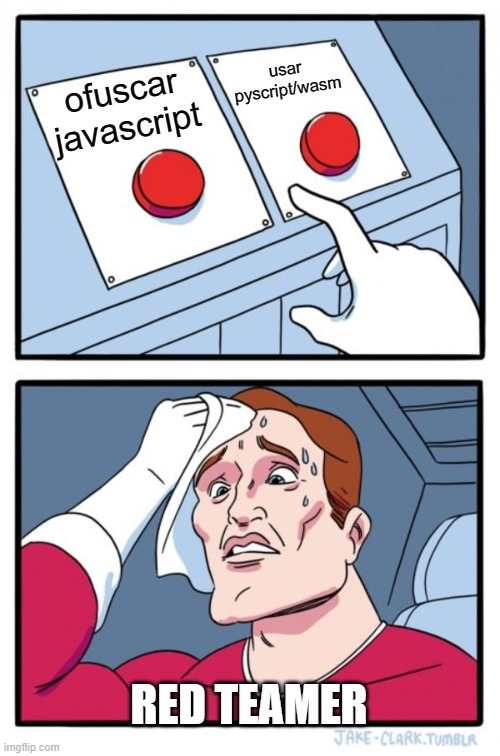 ofuscar
javascript
usar
pyscript/wasm
RED TEAMER
JAKE-CLARK.TUMBLR
imgflip.com